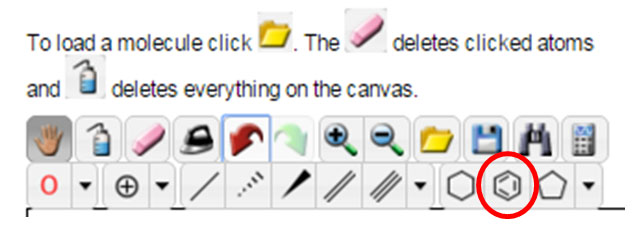 To load a molecule click . The deletes clicked atoms
and deletes everything on the canvas.
O